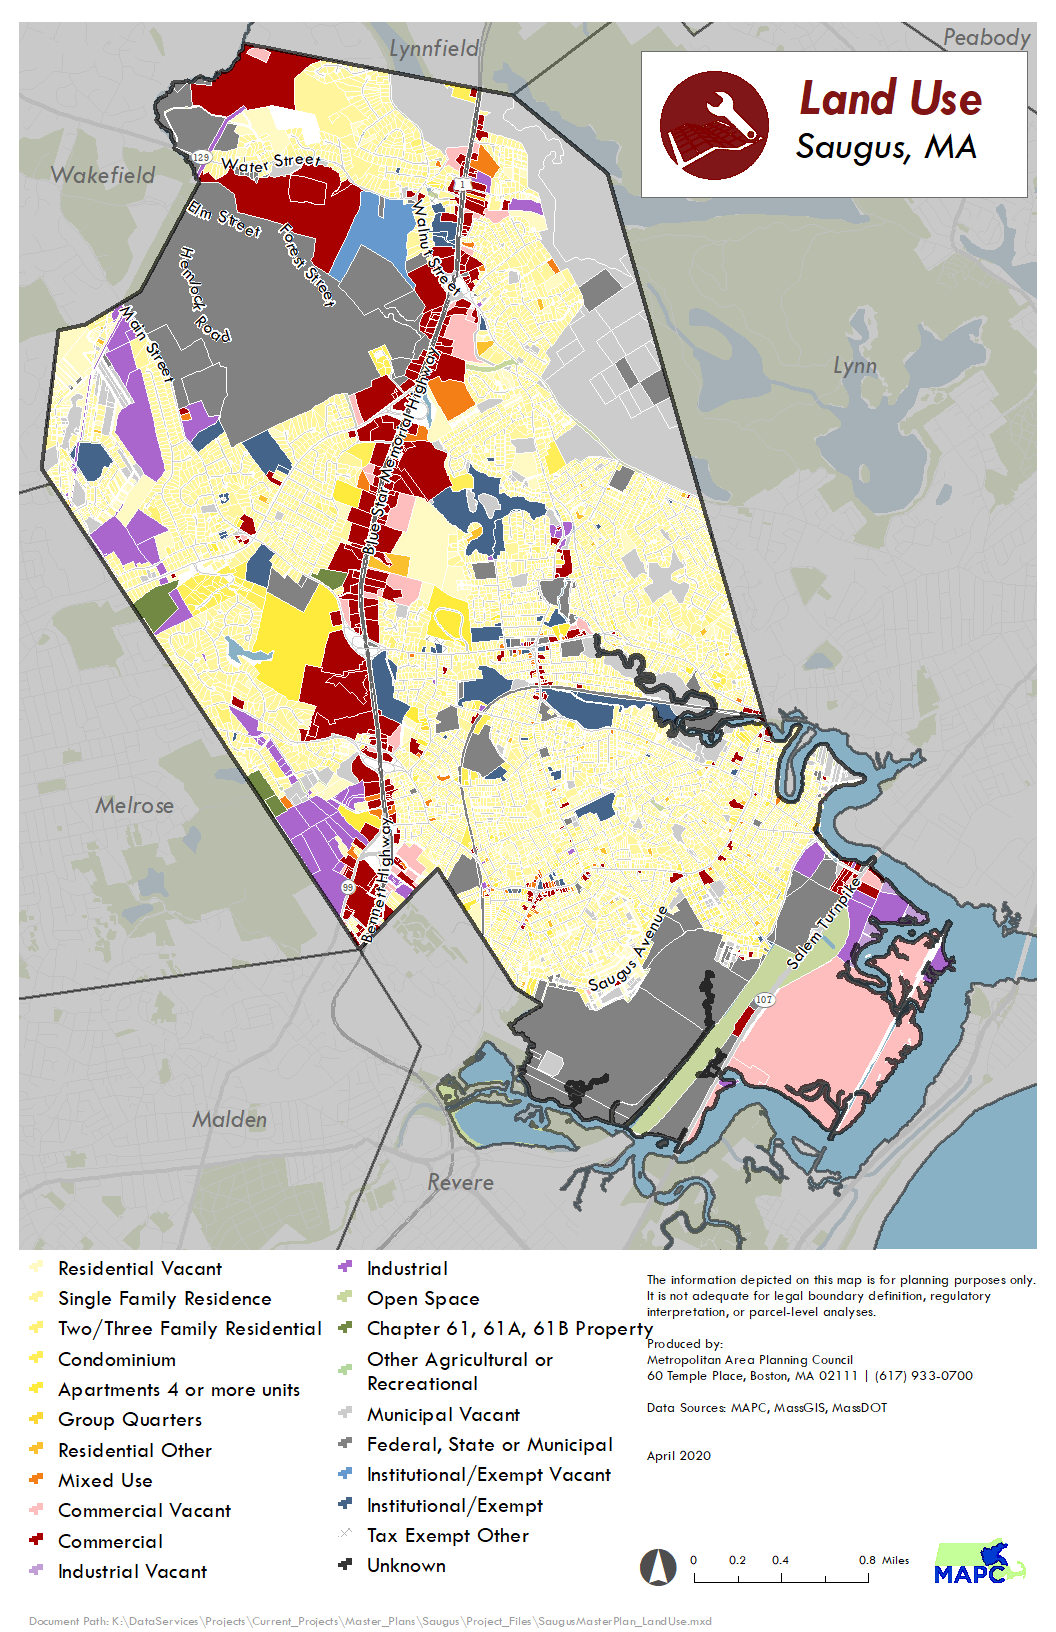 Lynnfield
Peabody
Land Use
Saugus, MA
Wakefield
129
Water Street
1
Elm Street
Forest Street
Walnut Street
Hemlock Road
Main Street
Lynn
Blue Star Memorial Highway
Melrose
99
Bennett Highway
Salem Turnpike
Saugus Avenue
107
Malden
Revere
Residential Vacant
Single Family Residence
Two/Three Family Residential
Condominium
Apartments 4 or more units
Group Quarters
Residential Other
Mixed Use
Commercial Vacant
Commercial
Industrial Vacant
Industrial
Open Space
Chapter 61, 61A, 61B Property
Other Agricultural or
Recreational
Municipal Vacant
Federal, State or Municipal
Institutional/Exempt Vacant
Institutional/Exempt
Tax Exempt Other
Unknown
The information depicted on this map is for planning purposes only.
It is not adequate for legal boundary definition, regulatory
interpretation, or parcel-level analyses.
Produced by:
Metropolitan Area Planning Council
60 Temple Place, Boston, MA 02111 | (617) 933-0700
Data Sources: MAPC, MassGIS, MassDOT
April 2020
0 0.2 0.4 0.8 Miles
MAPC
Document Path: K:\DataServices\Projects\Current_Projects\Master_Plans\Saugus\Project_Files\SaugusMasterPlan_LandUse.mxd